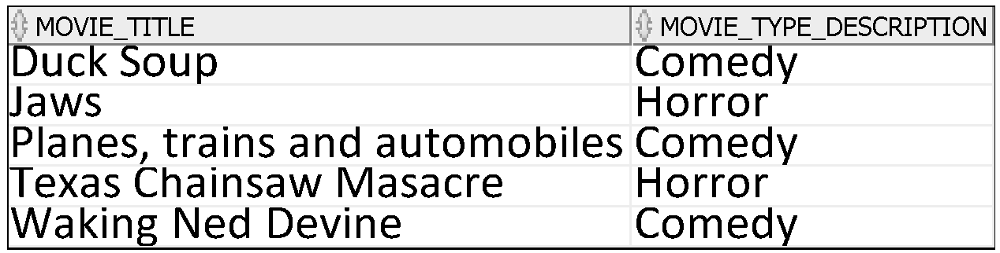 MOVIE_TITLE MOVIE_TYPE_DESCRIPTION
Duck Soup Comedy
Jaws Horror
Planes, trains and automobiles Comedy
Texas Chainsaw Masacre Horror
Waking Ned Devine Comedy